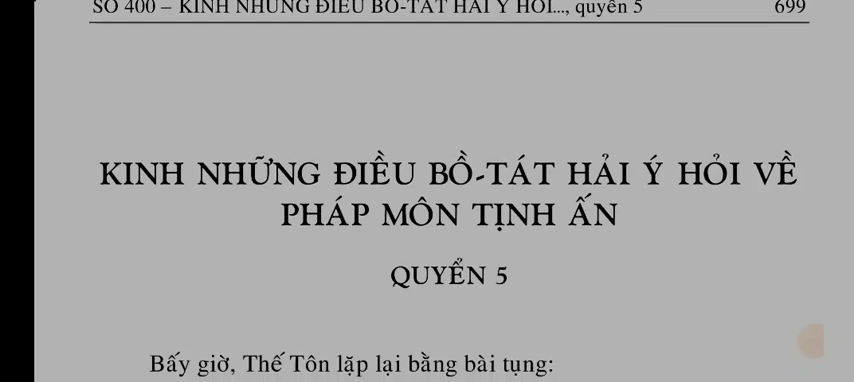 SỐ 400 – KINH NHỮNG ĐIỀU BỒ-TÁT HẢI Ý HỎI..., quyển 5 699
KINH NHỮNG ĐIỀU BỒ-TÁT HẢI Ý HỎI VỀ
PHÁP MÔN TỊNH ẤN
QUYỂN 5
Bấy giờ, Thế Tôn lặp lại bằng bài tụng: